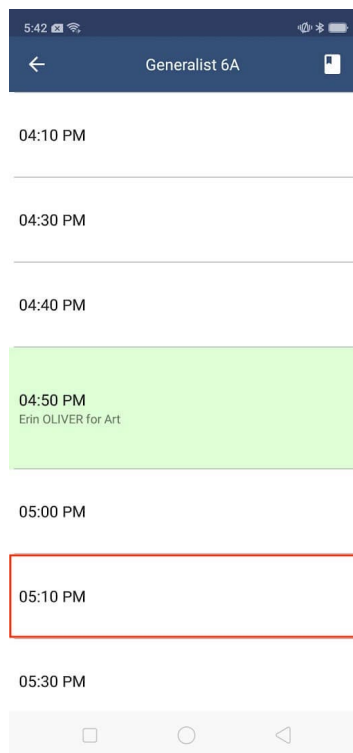 5:42
Generalist 6A
04:10 PM
04:30 PM
04:40 PM
04:50 PM
Erin OLIVER for Art
05:00 PM
05:10 PM
05:30 PM